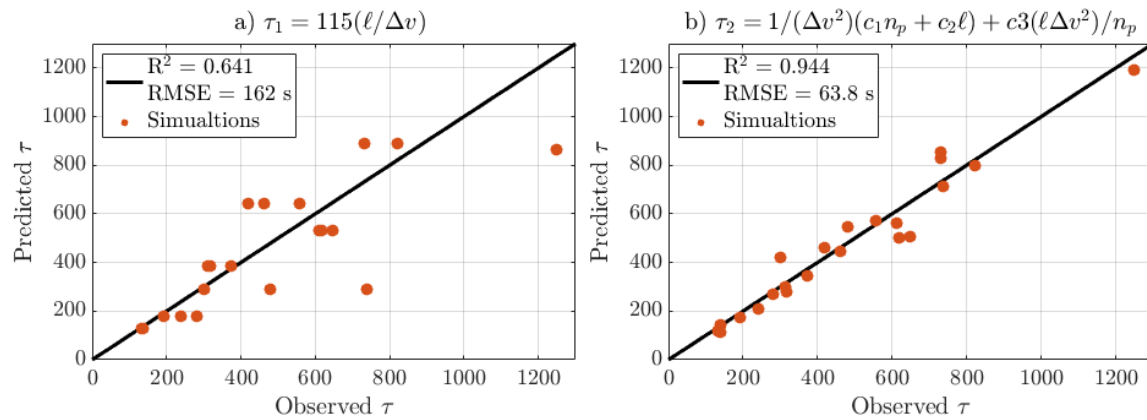 a) τ₁ = 115(ℓ/Δv)
R² = 0.641
RMSE = 162 s
Simualtions
Predicted τ
1200
1000
800
600
400
200
0
0 200 400 600 800 1000 1200
Observed τ
b) τ₂ = 1/(Δv²)(c₁nₚ + c₂ℓ) + c3(ℓΔv²)/nₚ
R² = 0.944
RMSE = 63.8 s
Simualtions
Predicted τ
1200
1000
800
600
400
200
0
0 200 400 600 800 1000 1200
Observed τ